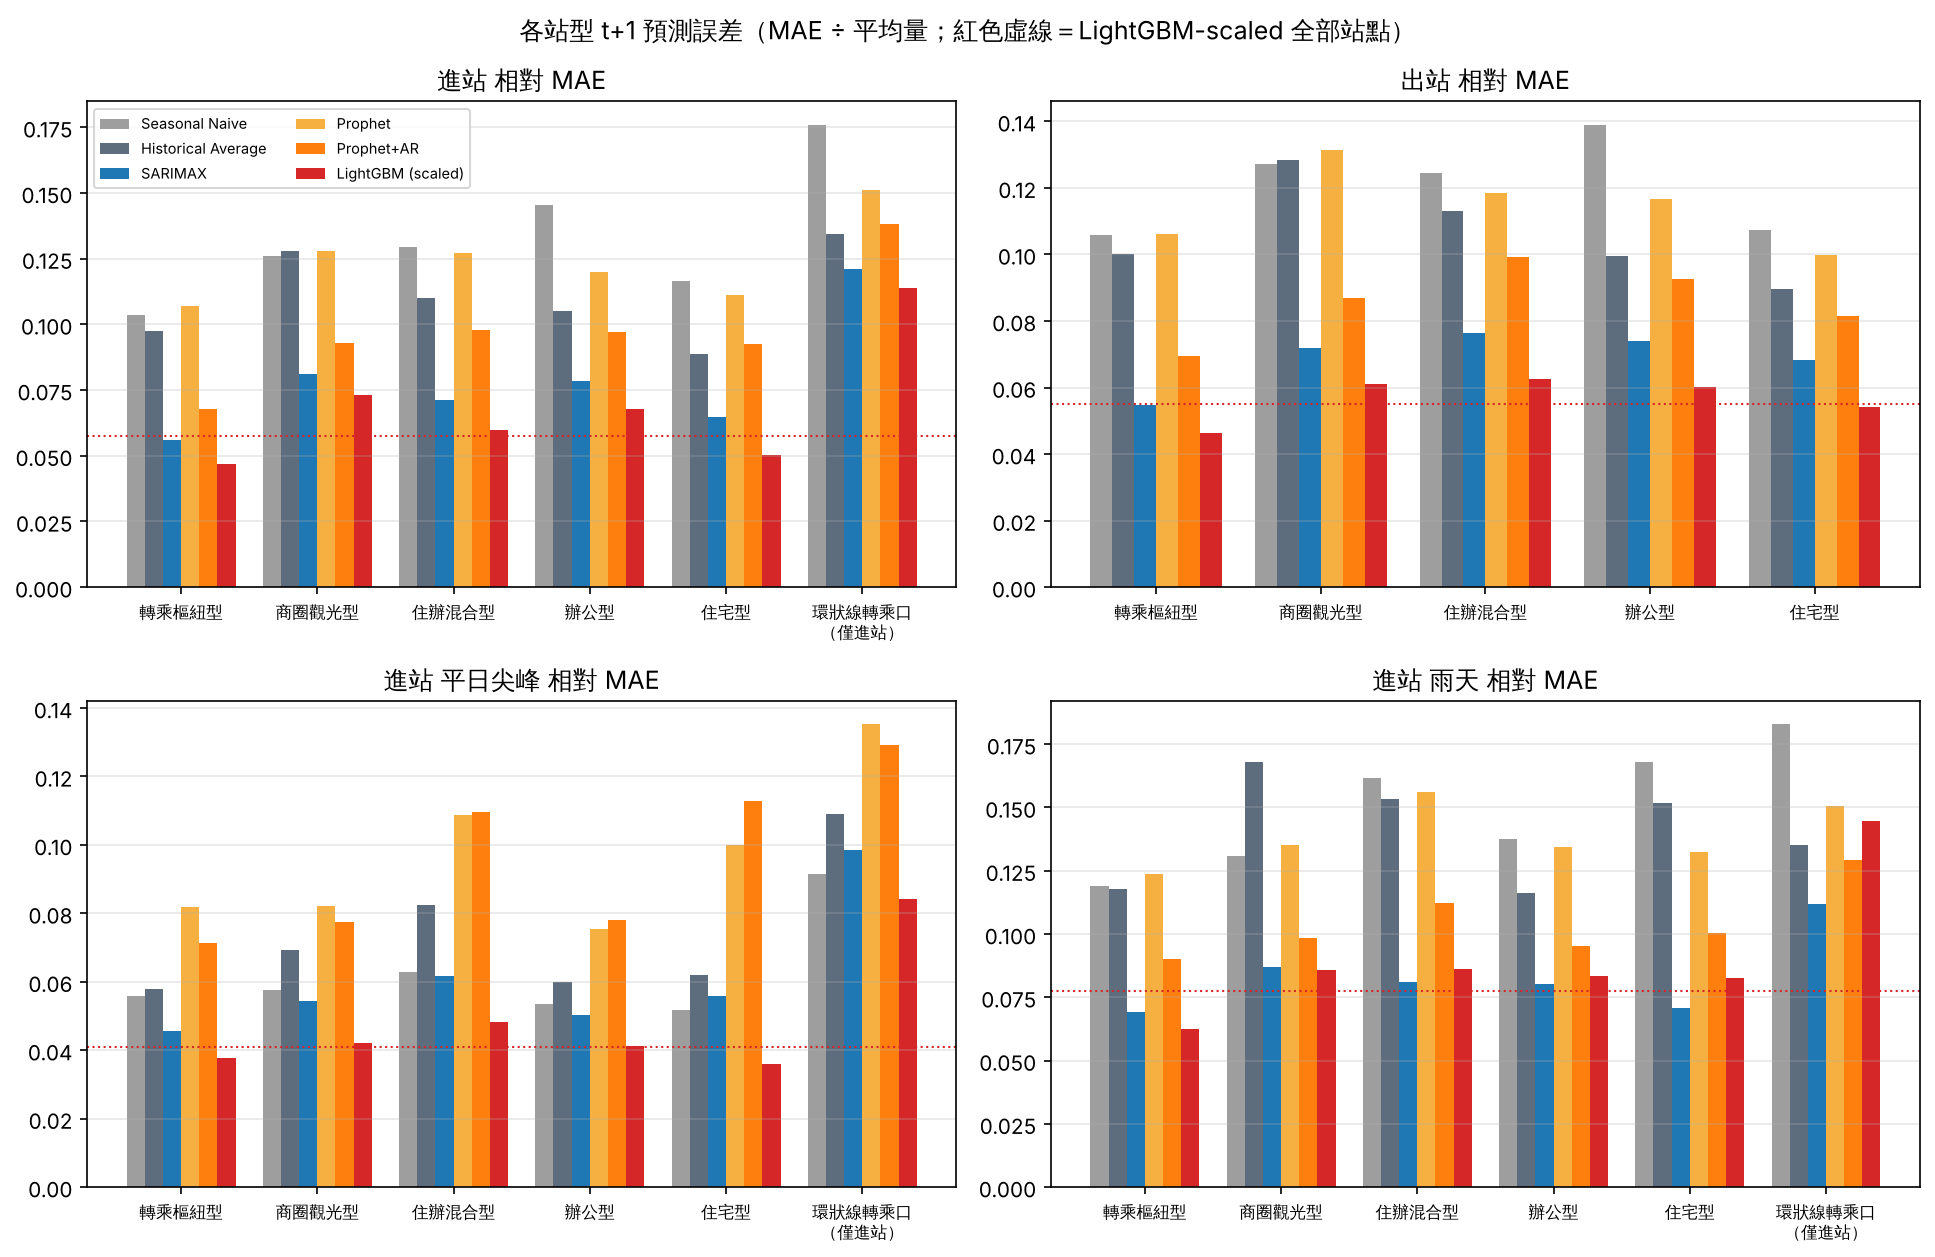 各站型 t+1 預測誤差（MAE ÷ 平均量；紅色虛線＝LightGBM-scaled 全部站點）
進站 相對 MAE
Seasonal Naive
Historical Average
SARIMAX
Prophet
Prophet+AR
LightGBM (scaled)
0.175
0.150
0.125
0.100
0.075
0.050
0.025
0.000
轉乘樞紐型
商圈觀光型
住辦混合型
辦公型
住宅型
環狀線轉乘口
（僅進站）
出站 相對 MAE
0.14
0.12
0.10
0.08
0.06
0.04
0.02
0.00
轉乘樞紐型
商圈觀光型
住辦混合型
辦公型
住宅型
進站 平日尖峰 相對 MAE
0.14
0.12
0.10
0.08
0.06
0.04
0.02
0.00
轉乘樞紐型
商圈觀光型
住辦混合型
辦公型
住宅型
環狀線轉乘口
（僅進站）
進站 雨天 相對 MAE
0.175
0.150
0.125
0.100
0.075
0.050
0.025
0.000
轉乘樞紐型
商圈觀光型
住辦混合型
辦公型
住宅型
環狀線轉乘口
（僅進站）